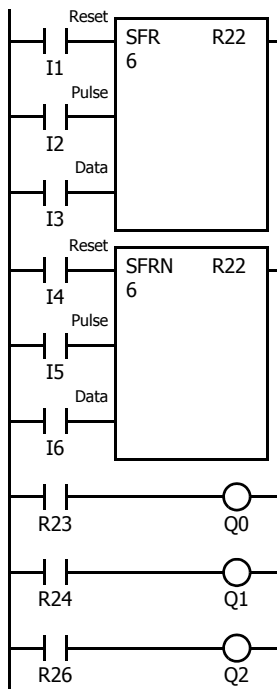 Reset
SFR R22
6
I1
Pulse
I2
Data
I3
Reset
SFRN R22
6
I4
Pulse
I5
Data
I6
R23 Q0
R24 Q1
R26 Q2